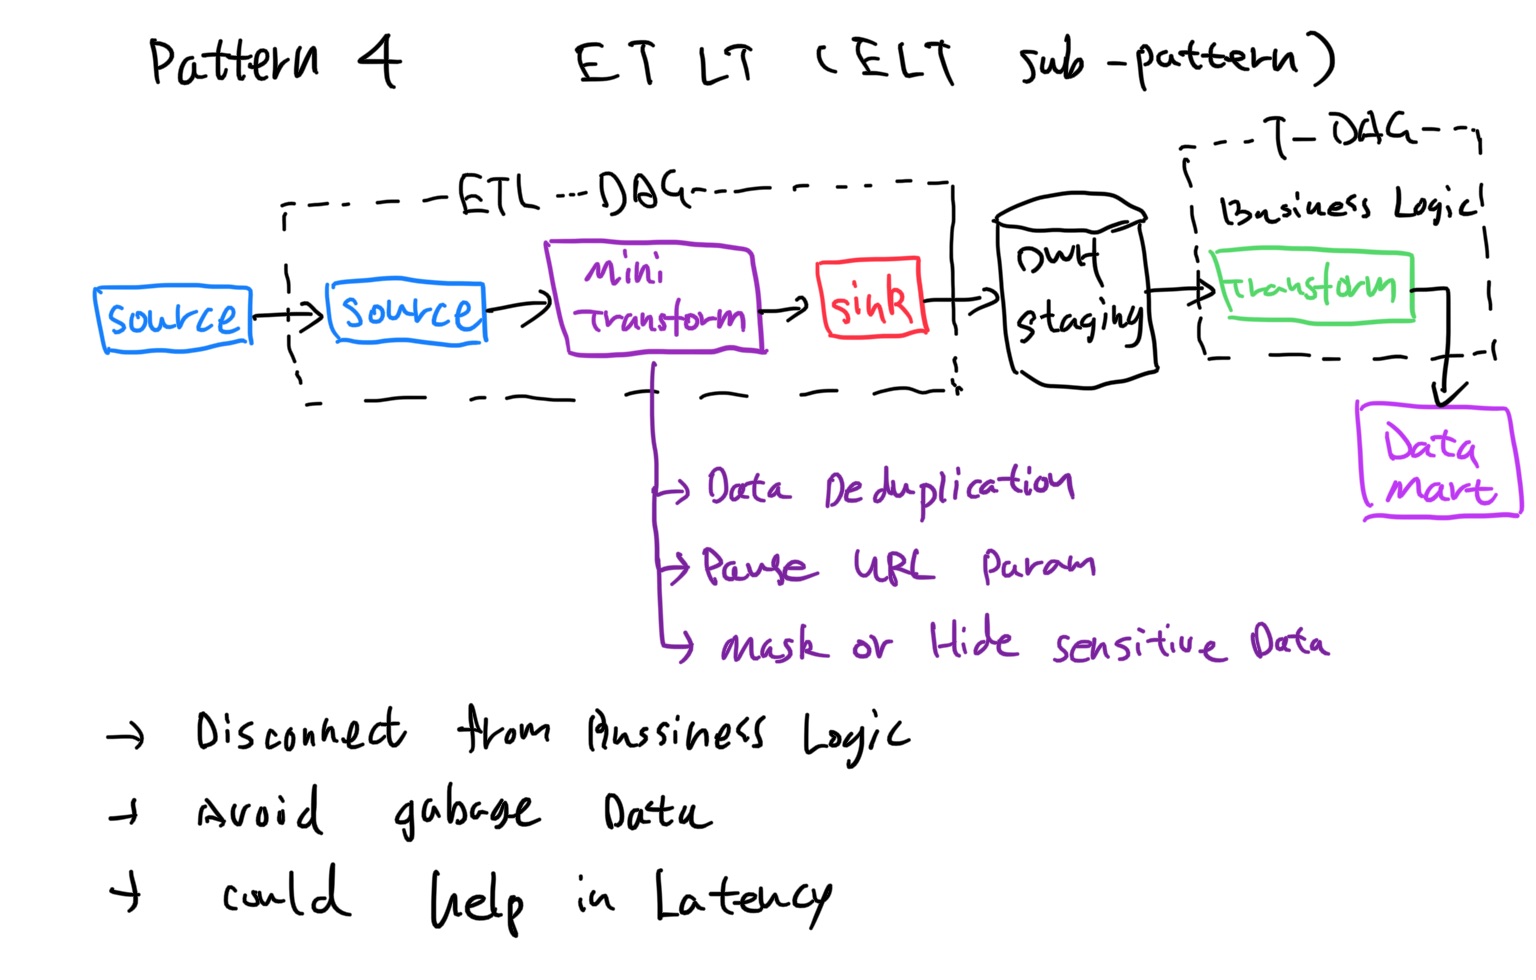 Pattern 4 ET LT (ELT sub-pattern)
T-DAG
ETL DAG
Business Logic
source
source
Mini
Transform
sink
DWH
staging
Transform
Data
Mart
Data Deduplication
Pause URL Param
Mask or Hide sensitive Data
→ Disconnect from Bussiness Logic
→ Avoid gabage Data
→ could help in Latency